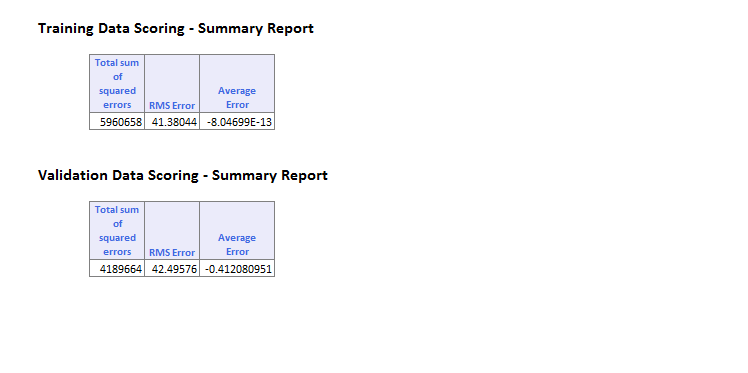 Training Data Scoring - Summary Report
Total sum
of
squared
errors RMS Error Average
Error
5960658 41.38044 -8.04699E-13
Validation Data Scoring - Summary Report
Total sum
of
squared
errors RMS Error Average
Error
4189664 42.49576 -0.412080951